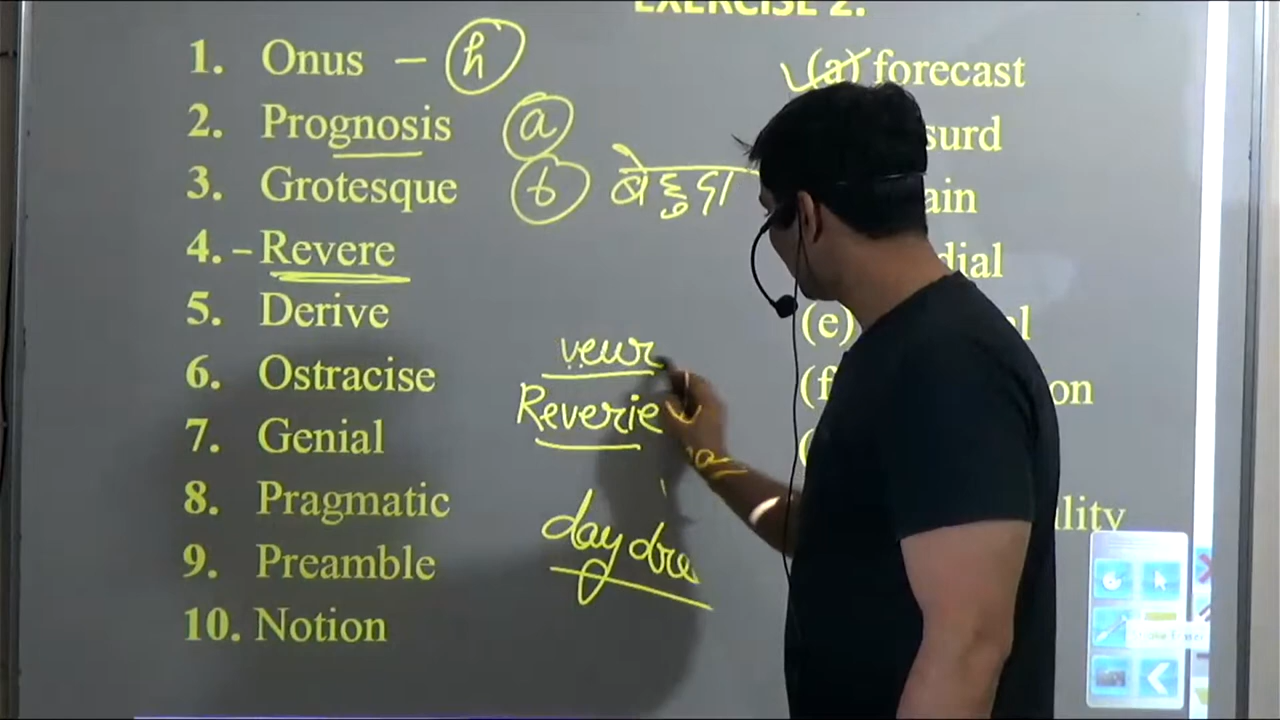 EXERCISE 2.
1. Onus – (h)
2. Prognosis (a)
3. Grotesque (b) बेहुदा
4. – Revere
5. Derive
6. Ostracise
7. Genial
8. Pragmatic
9. Preamble
10. Notion
veur
Reverie
day dre
(a) forecast
surd
ain
dial
(e) l
(f on
(
lity